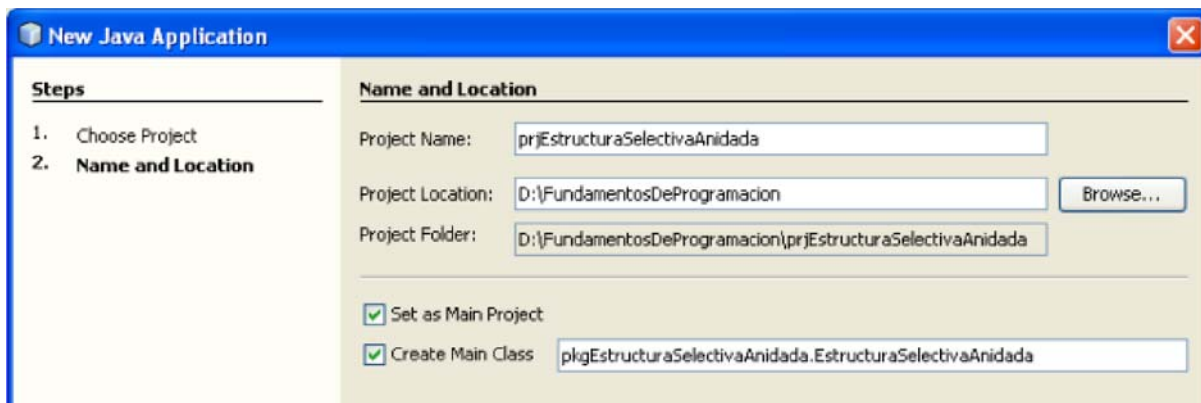 New Java Application
Steps
1. Choose Project
2. Name and Location
Name and Location
Project Name: prjEstructuraSelectivaAnidada
Project Location: D:\FundamentosDeProgramacion Browse...
Project Folder: D:\FundamentosDeProgramacion\prjEstructuraSelectivaAnidada
Set as Main Project
Create Main Class pkgEstructuraSelectivaAnidada.EstructuraSelectivaAnidada